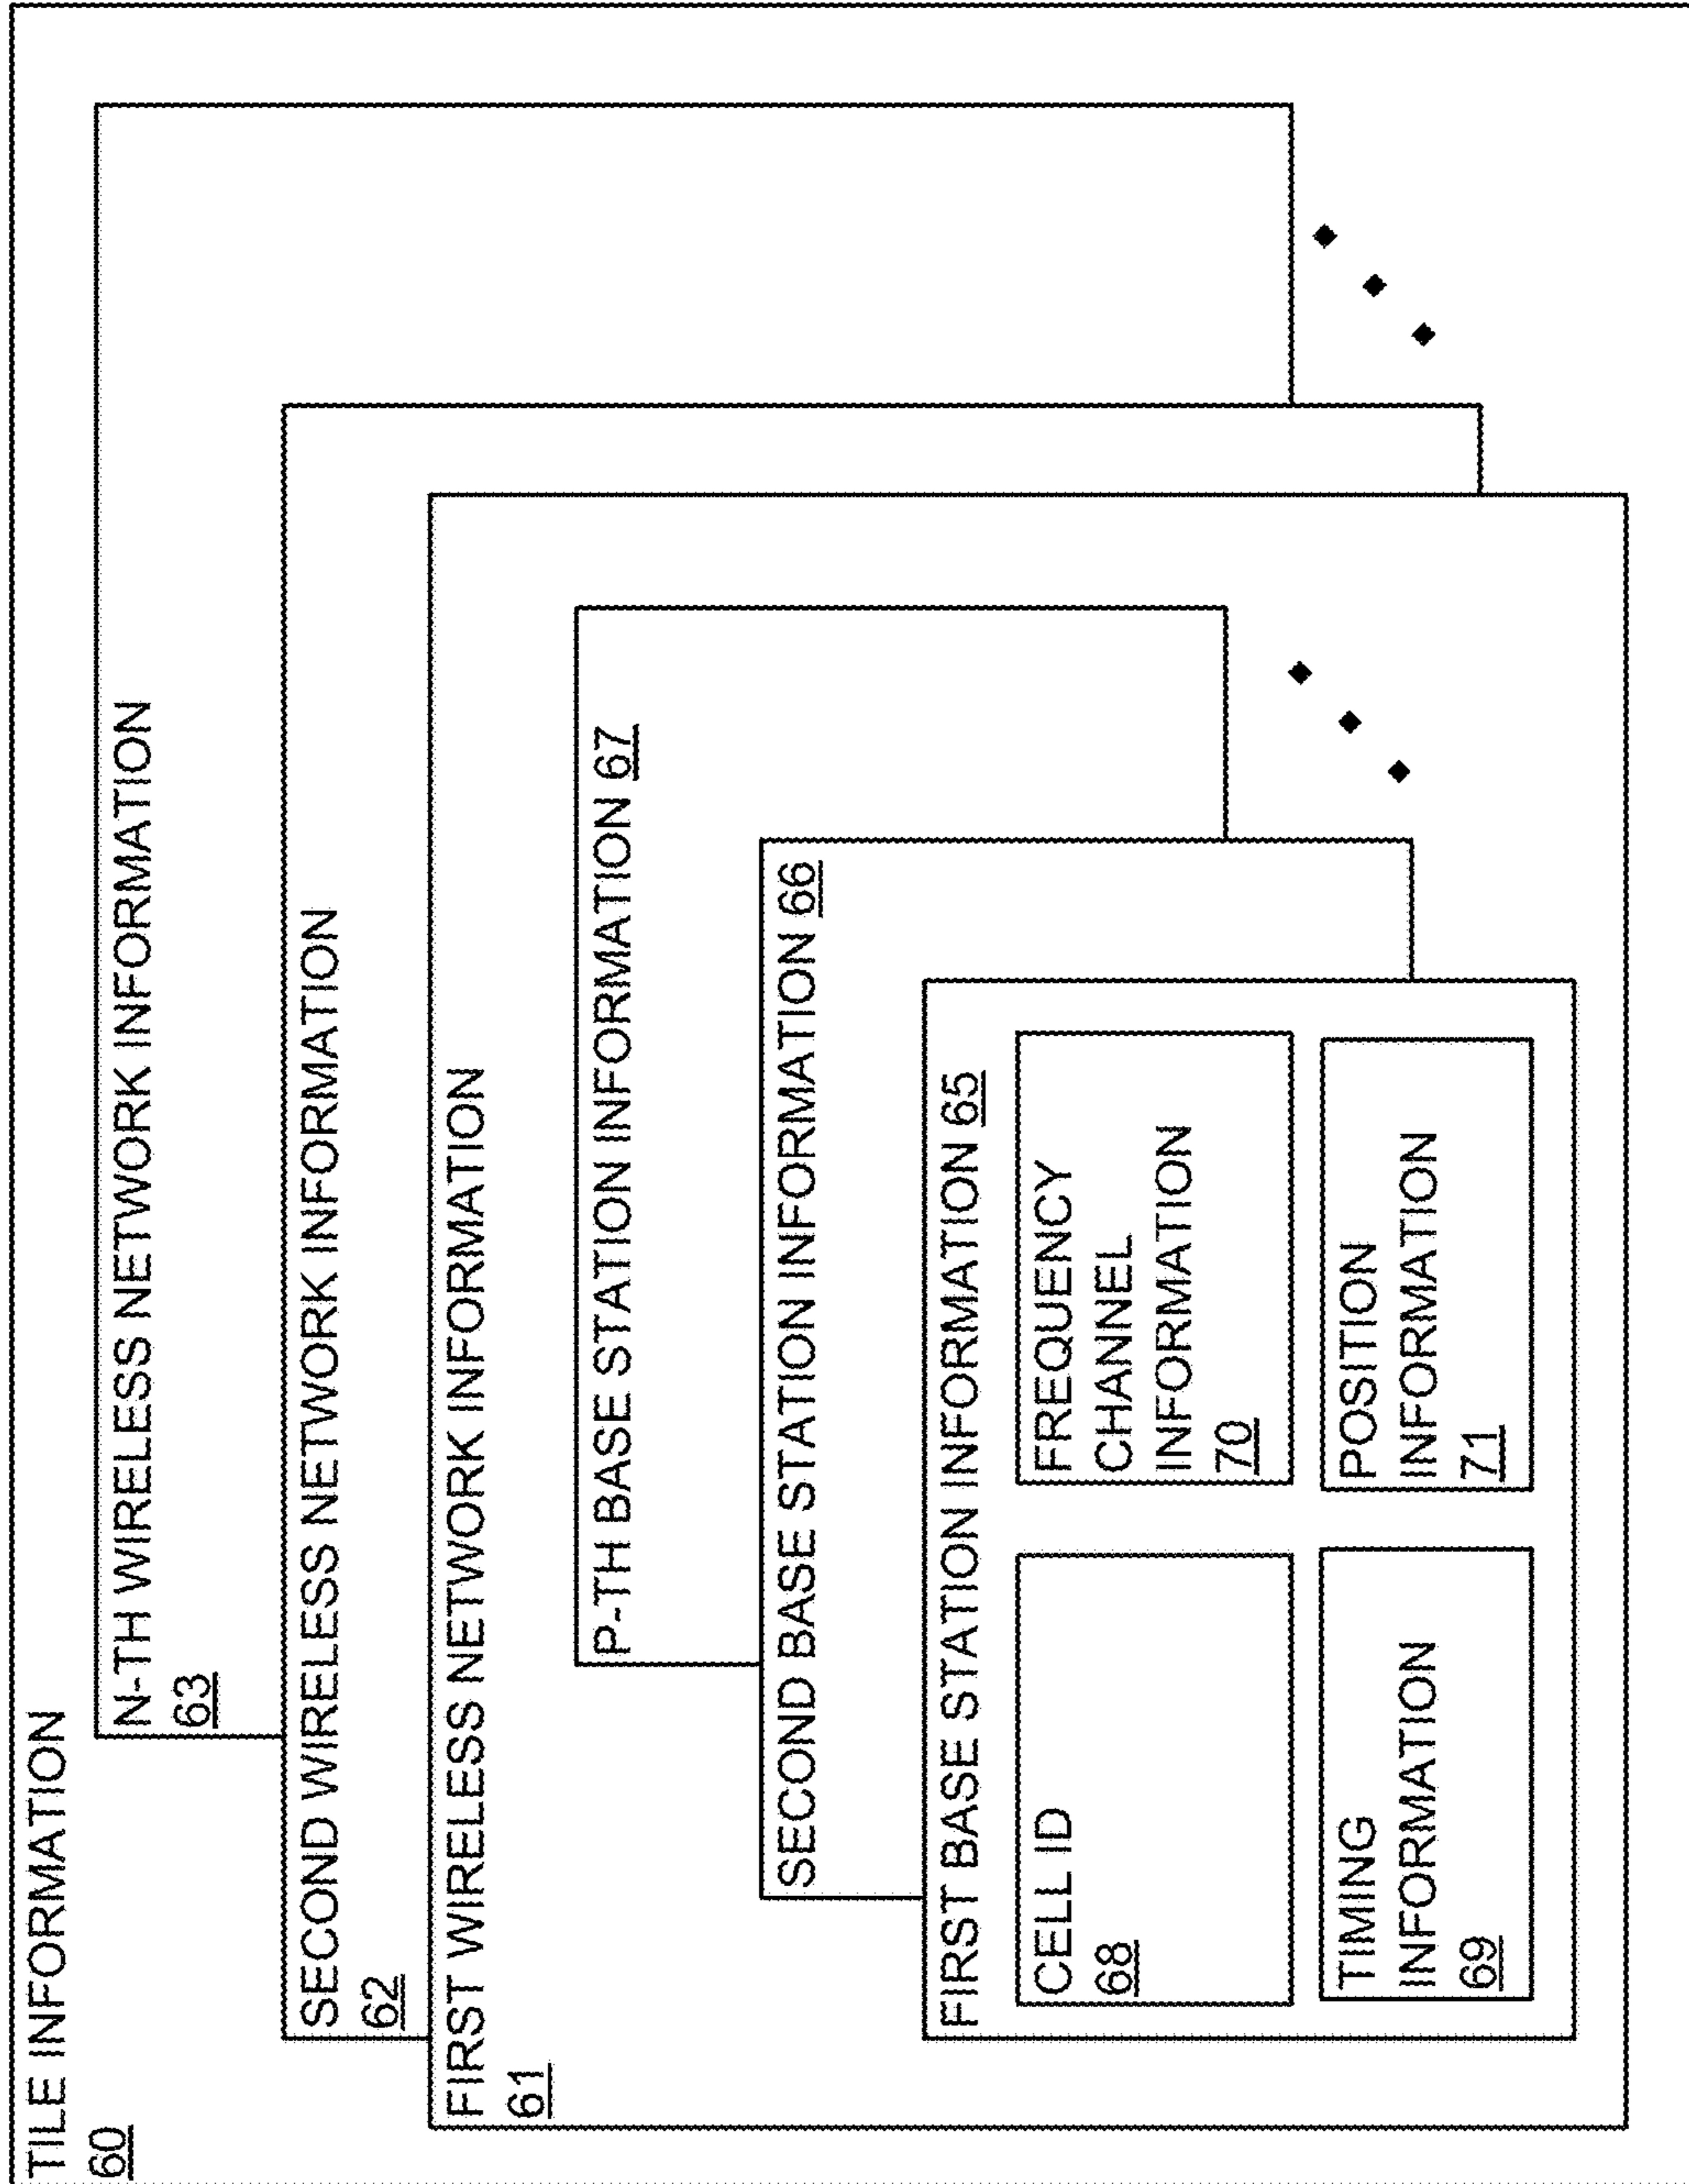 TILE INFORMATION
60
N-TH WIRELESS NETWORK INFORMATION
63
SECOND WIRELESS NETWORK INFORMATION
62
FIRST WIRELESS NETWORK INFORMATION
61
P-TH BASE STATION INFORMATION 67
SECOND BASE STATION INFORMATION 66
FIRST BASE STATION INFORMATION 65
CELL ID
68
FREQUENCY
CHANNEL
INFORMATION
70
TIMING
INFORMATION
69
POSITION
INFORMATION
71